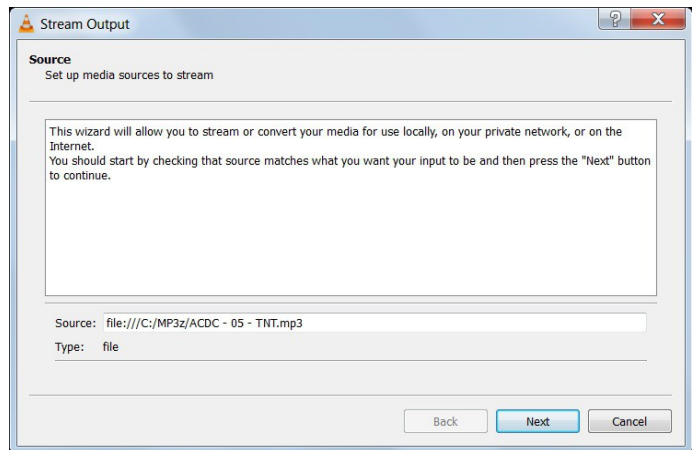 Stream Output
Source
Set up media sources to stream
This wizard will allow you to stream or convert your media for use locally, on your private network, or on the
Internet.
You should start by checking that source matches what you want your input to be and then press the "Next" button
to continue.
Source: file:///C:/MP3z/ACDC - 05 - TNT.mp3
Type: file
Back Next Cancel